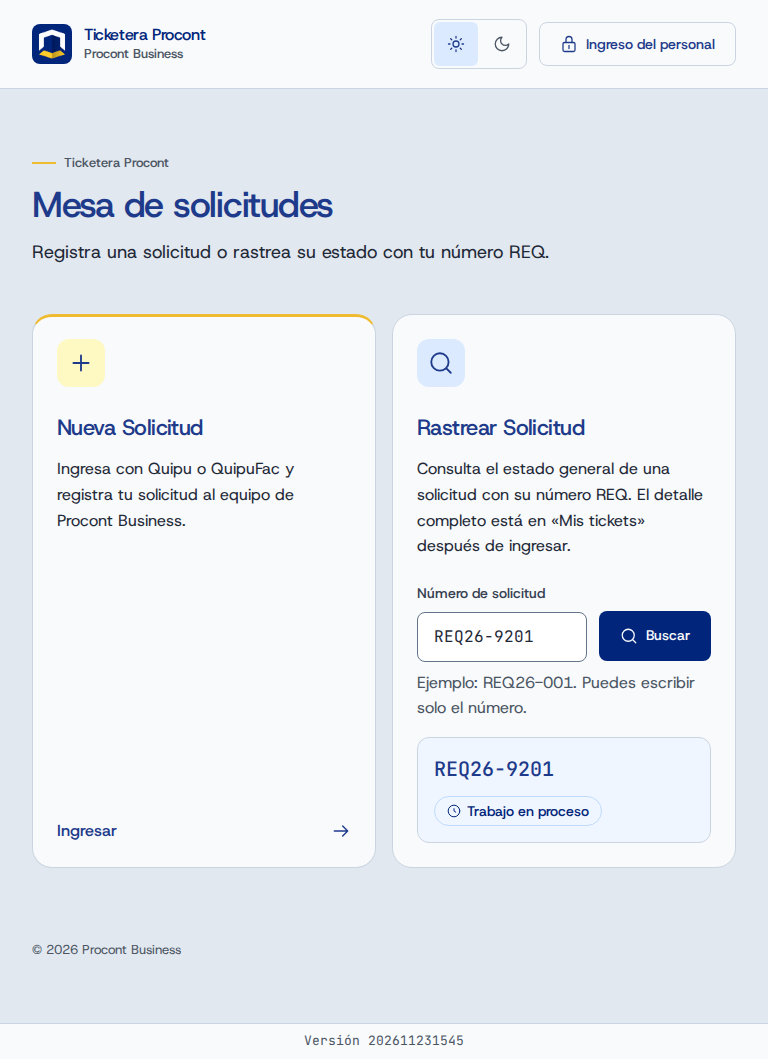 Ticketera Procont
Procont Business
Ingreso del personal
Ticketera Procont
Mesa de solicitudes
Registra una solicitud o rastrea su estado con tu número REQ.
Nueva Solicitud
Ingresa con Quipu o QuipuFac y
registra tu solicitud al equipo de
Procont Business.
Ingresar
Rastrear Solicitud
Consulta el estado general de una
solicitud con su número REQ. El detalle
completo está en «Mis tickets»
después de ingresar.
Número de solicitud
REQ26-9201
Buscar
Ejemplo: REQ26-001. Puedes escribir
solo el número.
REQ26-9201
Trabajo en proceso
© 2026 Procont Business
Versión 202611231545